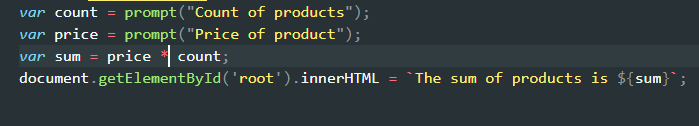 var count = prompt("Count of products");
var price = prompt("Price of product");
var sum = price * count;
document.getElementById('root').innerHTML = `The sum of products is ${sum}`;